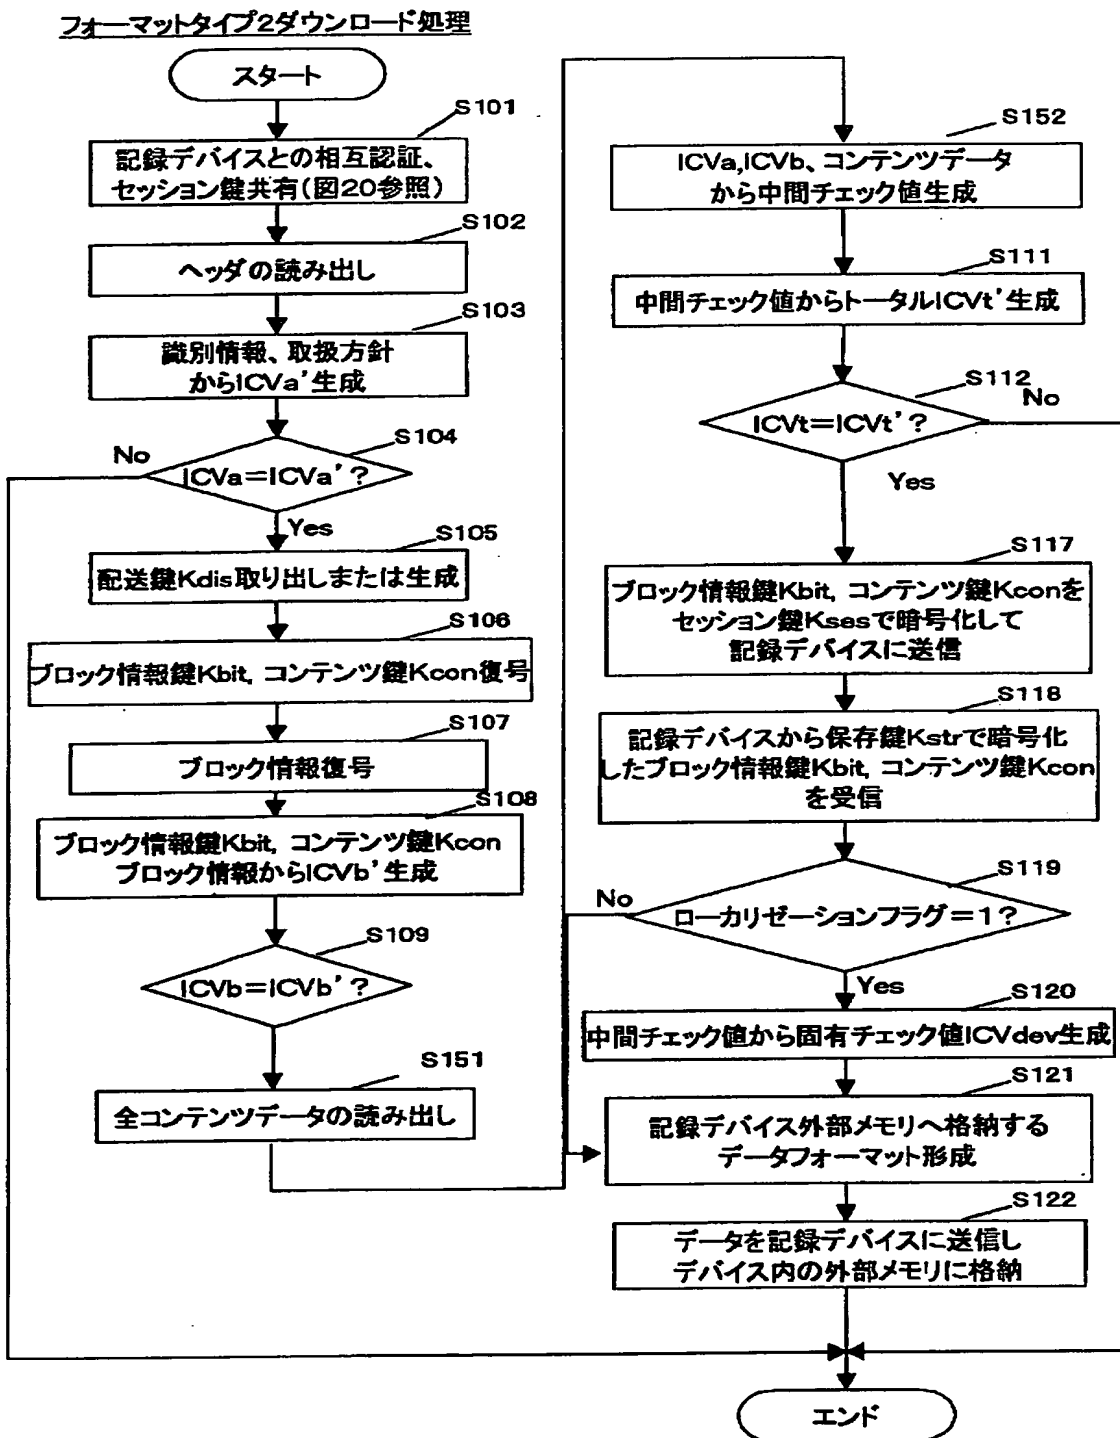 フォーマットタイプ2ダウンロード処理
スタート
S101
記録デバイスとの相互認証、
セッション鍵共有(図20参照)
S102
ヘッダの読み出し
S103
識別情報、取扱方針
からICVa'生成
S104
No
ICVa=ICVa'?
Yes
S105
配送鍵Kdis取り出しまたは生成
S106
ブロック情報鍵Kbit, コンテンツ鍵Kcon復号
S107
ブロック情報復号
S108
ブロック情報鍵Kbit, コンテンツ鍵Kcon
ブロック情報からICVb'生成
S109
ICVb=ICVb'?
S151
全コンテンツデータの読み出し
S152
ICVa,ICVb、コンテンツデータ
から中間チェック値生成
S111
中間チェック値からトータルICVt'生成
S112
No
ICVt=ICVt'?
Yes
S117
ブロック情報鍵Kbit, コンテンツ鍵Kconを
セッション鍵Ksesで暗号化して
記録デバイスに送信
S118
記録デバイスから保存鍵Kstrで暗号化
したブロック情報鍵Kbit, コンテンツ鍵Kcon
を受信
S119
No
ローカリゼーションフラグ=1?
Yes
S120
中間チェック値から固有チェック値ICVdev生成
S121
記録デバイス外部メモリへ格納する
データフォーマット形成
S122
データを記録デバイスに送信し
デバイス内の外部メモリに格納
エンド